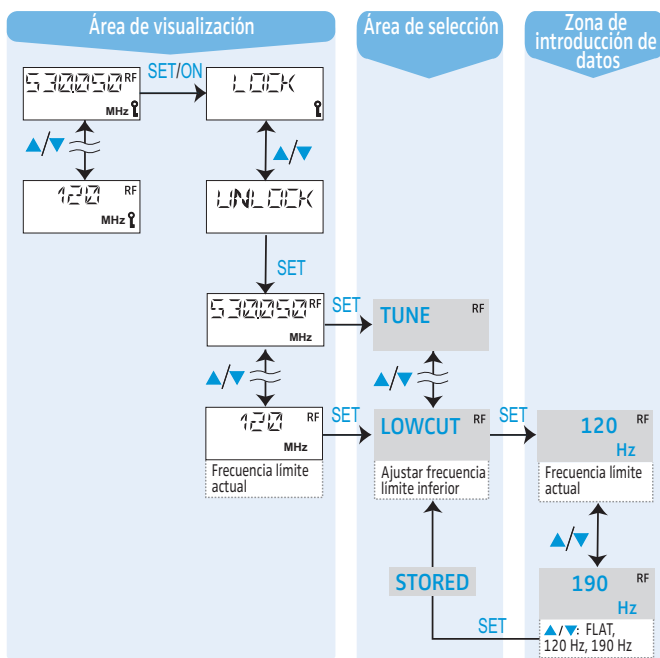 Área de visualización
Área de selección
Zona de
introducción de
datos
530.050 RF
MHz
SET/ON
LOCK
▲/▼
▲/▼
120 RF
MHz
UNLOCK
SET
530.050 RF
MHz
SET
TUNE RF
▲/▼
▲/▼
120 RF
MHz
Frecuencia límite
actual
SET
LOWCUT RF
Ajustar frecuencia
límite inferior
SET
120 RF
Hz
Frecuencia límite
actual
▲/▼
STORED
190 RF
Hz
SET
▲/▼: FLAT,
120 Hz, 190 Hz